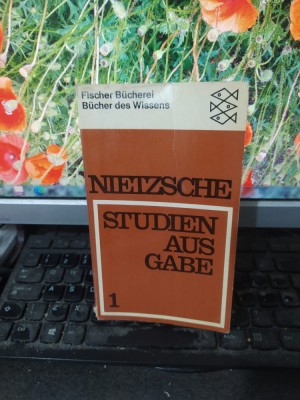 Fischer Bücherei
Bücher des Wissens
NIETZSCHE
STUDIEN
AUS
GABE
1